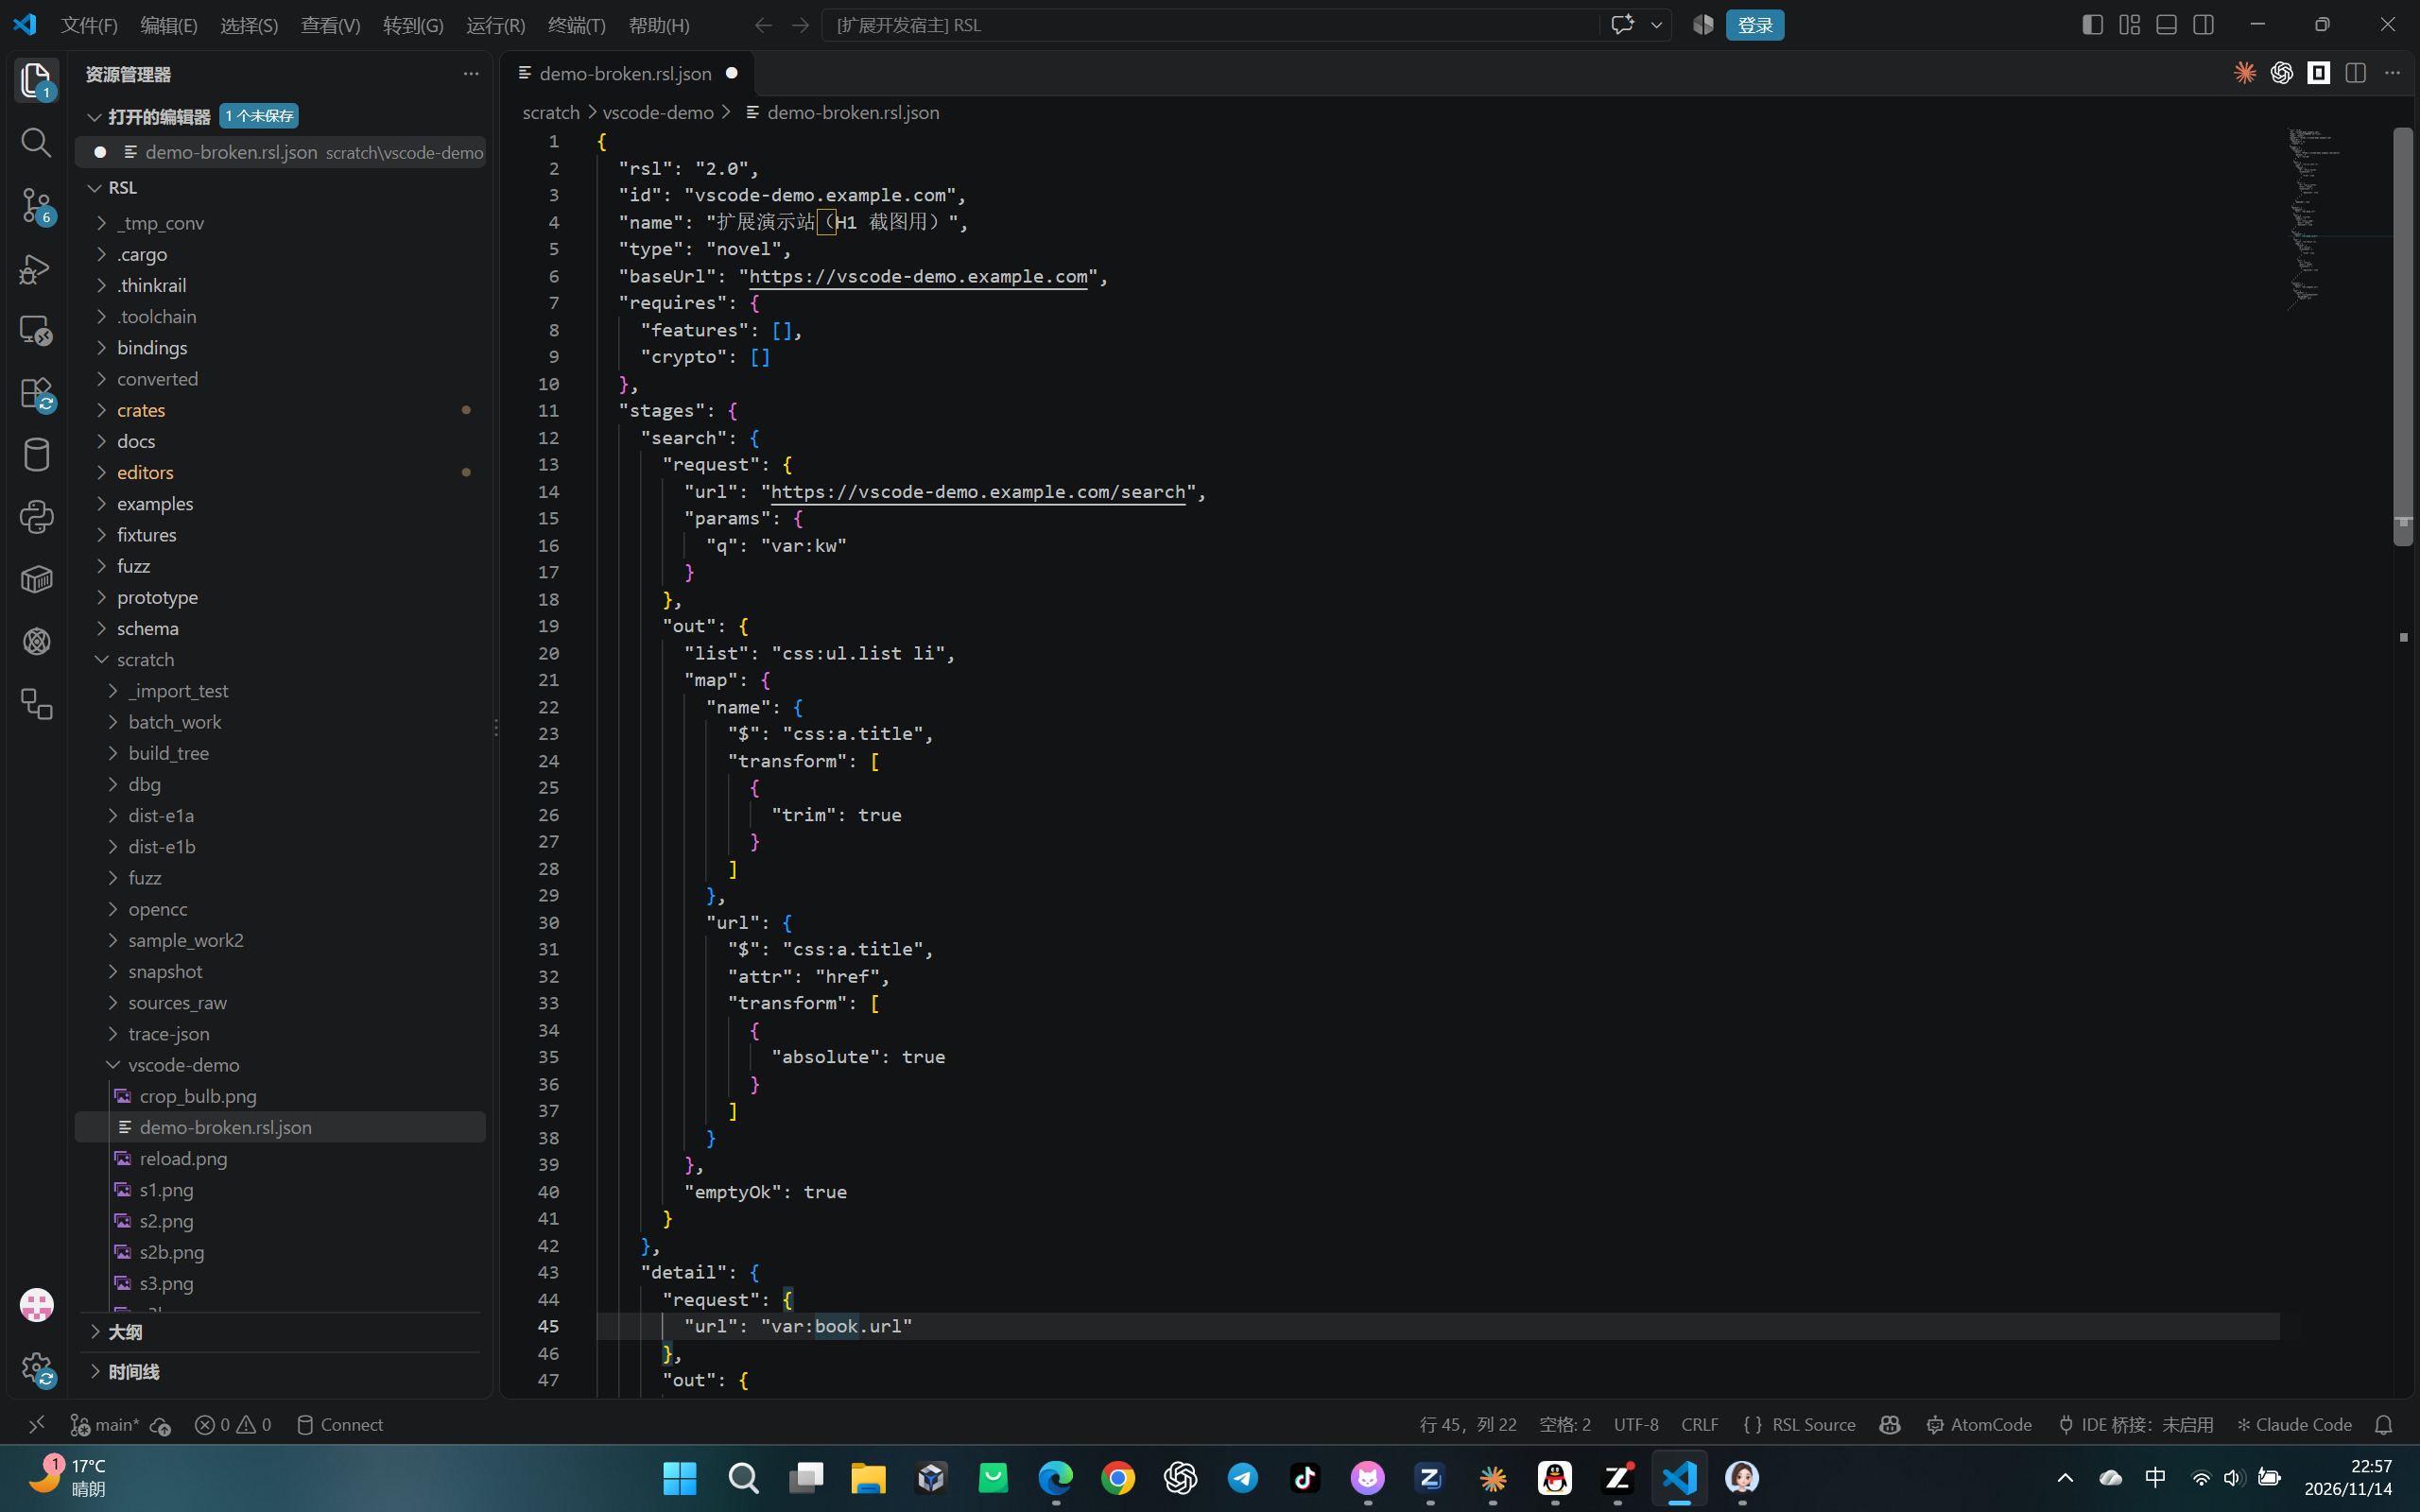 文件(F) 编辑(E) 选择(S) 查看(V) 转到(G) 运行(R) 终端(T) 帮助(H) [扩展开发宿主] RSL 登录
资源管理器
打开的编辑器 1 个未保存
demo-broken.rsl.json scratch\vscode-demo
RSL
_tmp_conv
.cargo
.thinkrail
.toolchain
bindings
converted
crates
docs
editors
examples
fixtures
fuzz
prototype
schema
scratch
_import_test
batch_work
build_tree
dbg
dist-e1a
dist-e1b
fuzz
opencc
sample_work2
snapshot
sources_raw
trace-json
vscode-demo
crop_bulb.png
demo-broken.rsl.json
reload.png
s1.png
s2.png
s2b.png
s3.png
大纲
时间线
1
6
demo-broken.rsl.json
scratch > vscode-demo > demo-broken.rsl.json
1 {
2 "rsl": "2.0",
3 "id": "vscode-demo.example.com",
4 "name": "扩展演示站（H1 截图用）",
5 "type": "novel",
6 "baseUrl": "https://vscode-demo.example.com",
7 "requires": {
8 "features": [],
9 "crypto": []
10 },
11 "stages": {
12 "search": {
13 "request": {
14 "url": "https://vscode-demo.example.com/search",
15 "params": {
16 "q": "var:kw"
17 }
18 },
19 "out": {
20 "list": "css:ul.list li",
21 "map": {
22 "name": {
23 "$": "css:a.title",
24 "transform": [
25 {
26 "trim": true
27 }
28 ]
29 },
30 "url": {
31 "$": "css:a.title",
32 "attr": "href",
33 "transform": [
34 {
35 "absolute": true
36 }
37 ]
38 }
39 },
40 "emptyOk": true
41 }
42 },
43 "detail": {
44 "request": {
45 "url": "var:book.url"
46 },
47 "out": {
main* 0 0 Connect 行 45，列 22 空格: 2 UTF-8 CRLF { } RSL Source AtomCode IDE 桥接：未启用 Claude Code
1 17°C
晴朗
中
22:57
2026/11/14